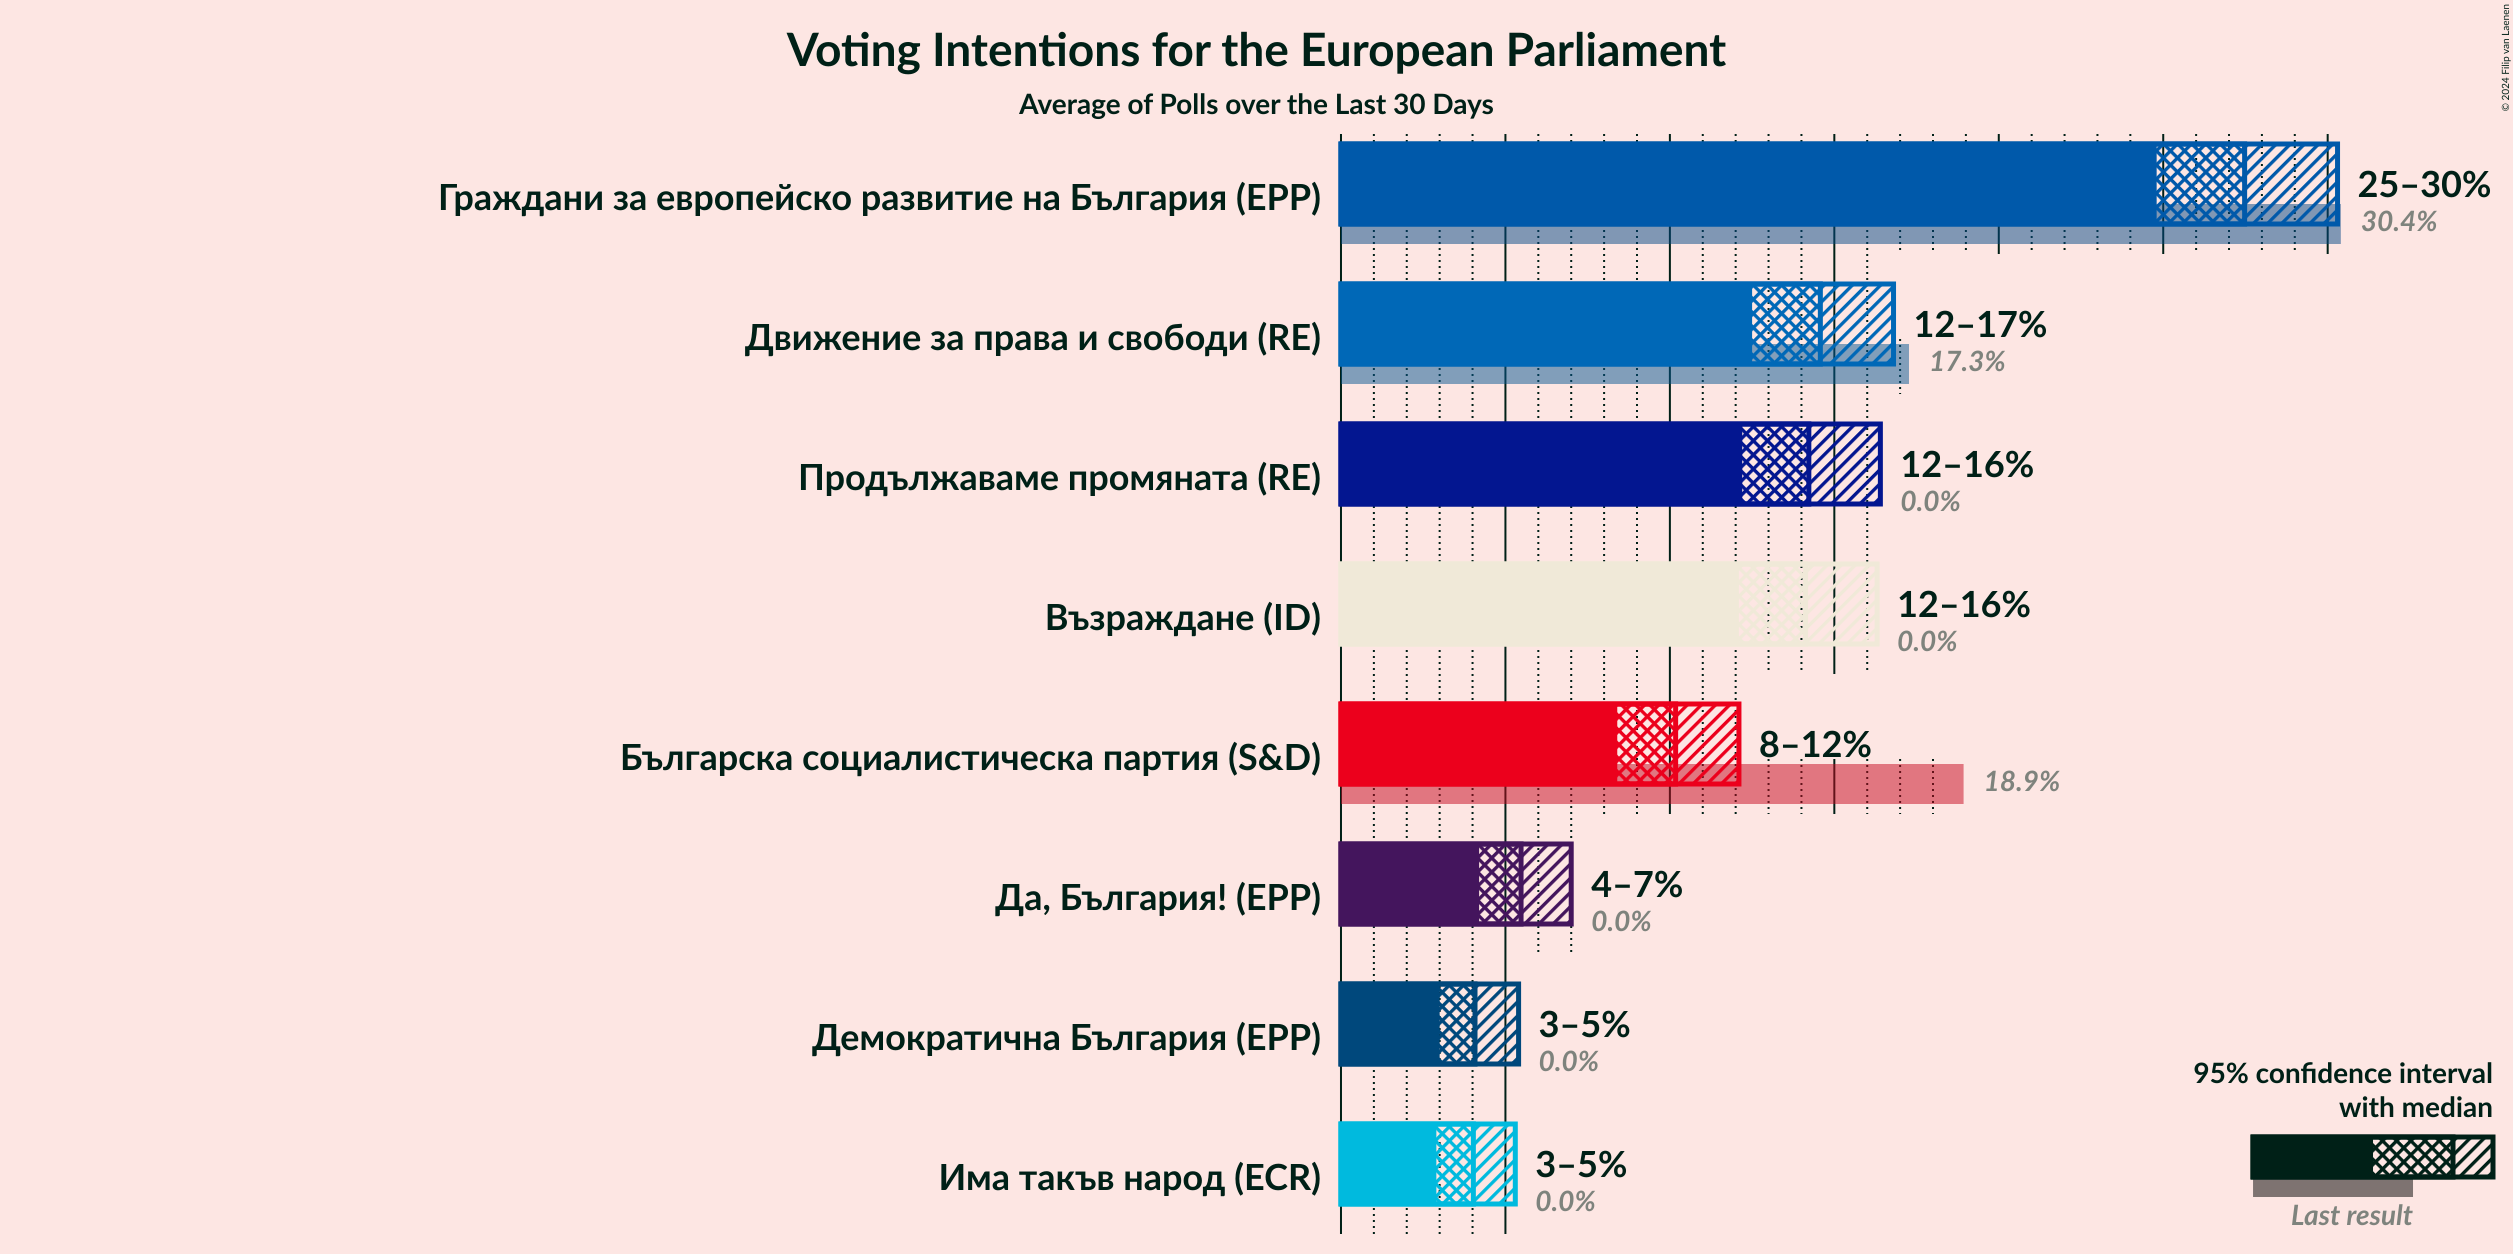 Voting Intentions for the European Parliament
Average of Polls over the Last 30 Days
© 2024 Filip van Laenen
Граждани за европейско развитие на България (EPP)
25–30%
30.4%
Движение за права и свободи (RE)
12–17%
17.3%
Продължаваме промяната (RE)
12–16%
0.0%
Възраждане (ID)
12–16%
0.0%
Българска социалистическа партия (S&D)
8–12%
18.9%
Да, България! (EPP)
4–7%
0.0%
Демократична България (EPP)
3–5%
0.0%
Има такъв народ (ECR)
3–5%
0.0%
95% confidence interval
with median
Last result